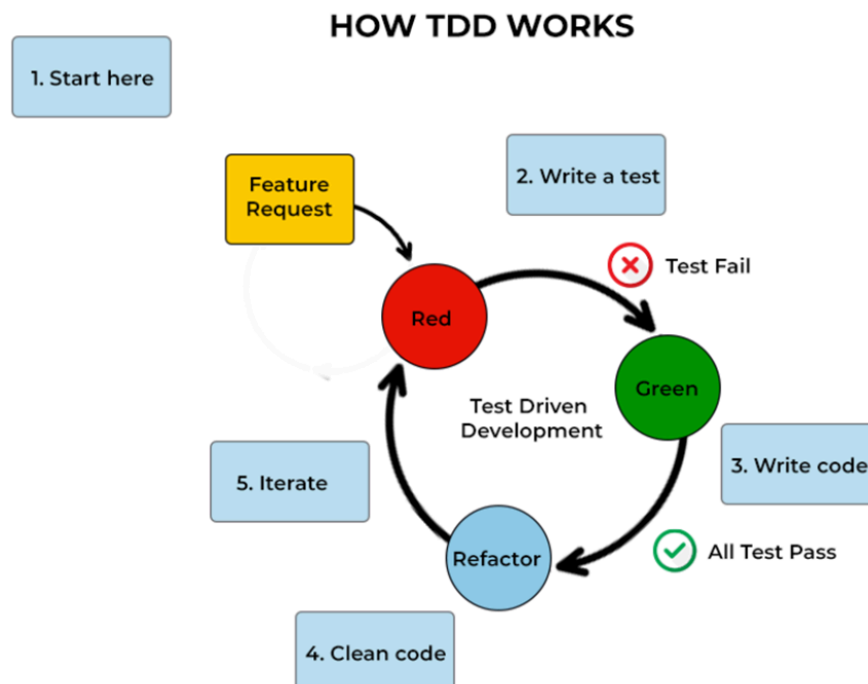 HOW TDD WORKS
1. Start here
Feature
Request
2. Write a test
Test Fail
Red
Green
Test Driven
Development
3. Write code
5. Iterate
All Test Pass
Refactor
4. Clean code